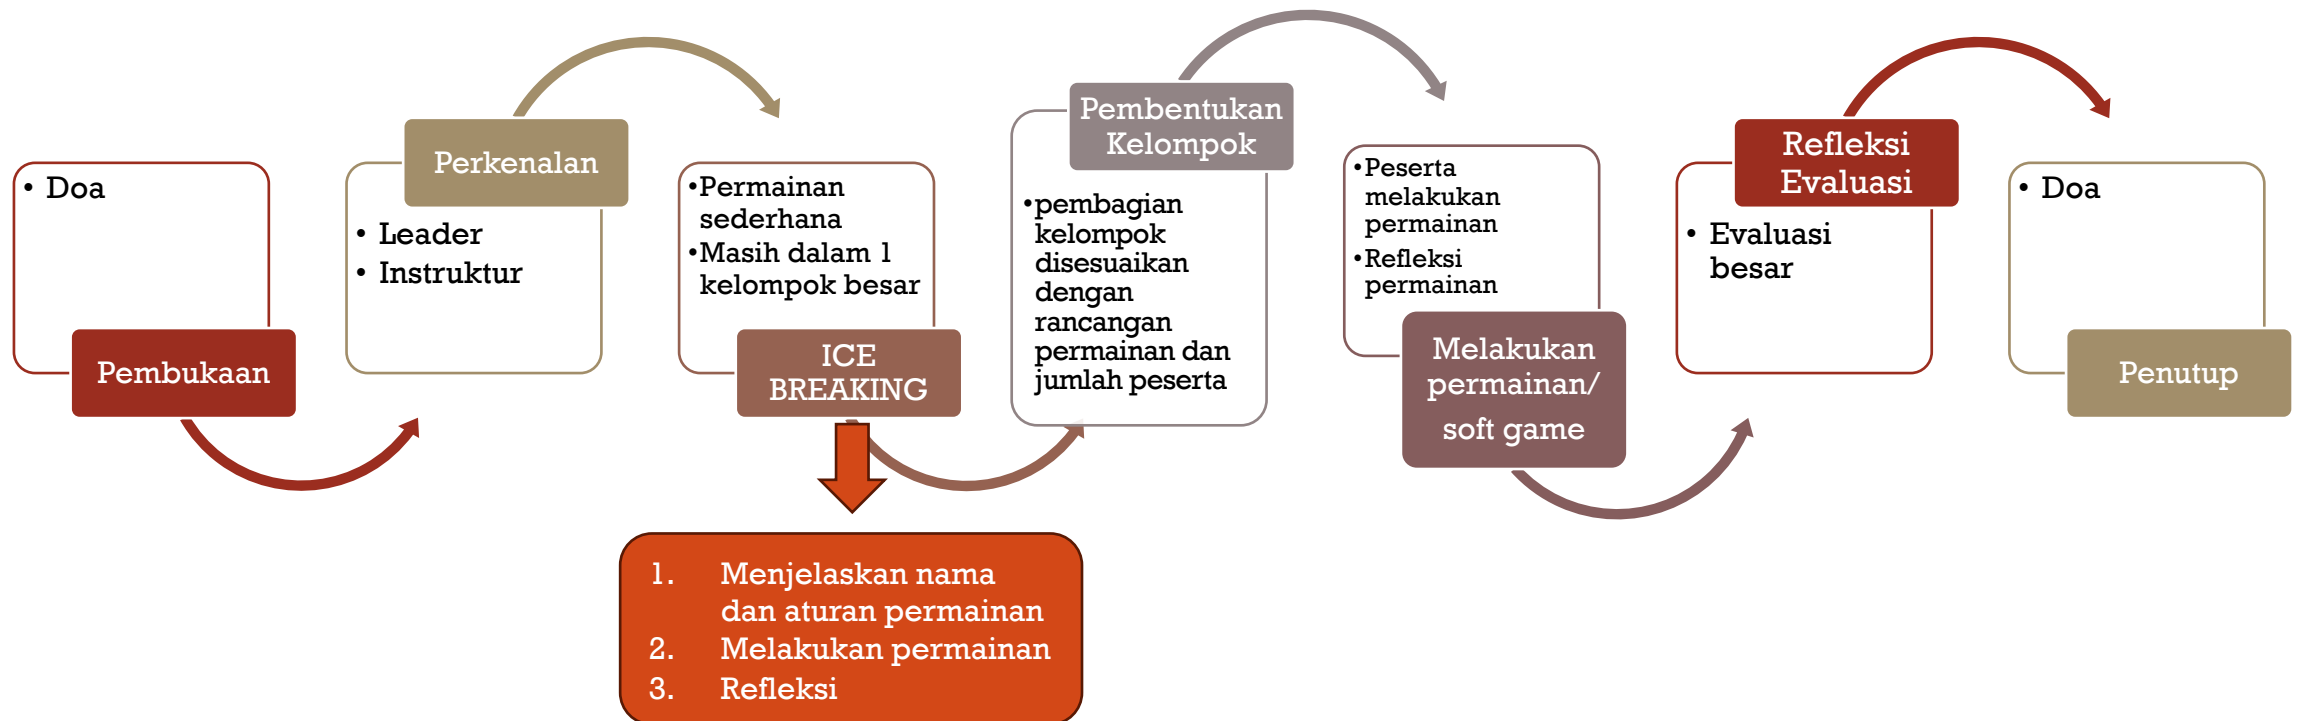 • Doa
Pembukaan
Perkenalan
• Leader
• Instruktur
•Permainan
sederhana
•Masih dalam 1
kelompok besar
ICE
BREAKING
1. Menjelaskan nama
dan aturan permainan
2. Melakukan permainan
3. Refleksi
Pembentukan
Kelompok
•pembagian
kelompok
disesuaikan
dengan
rancangan
permainan dan
jumlah peserta
•Peserta
melakukan
permainan
•Refleksi
permainan
Melakukan
permainan/
soft game
Refleksi
Evaluasi
• Evaluasi
besar
• Doa
Penutup